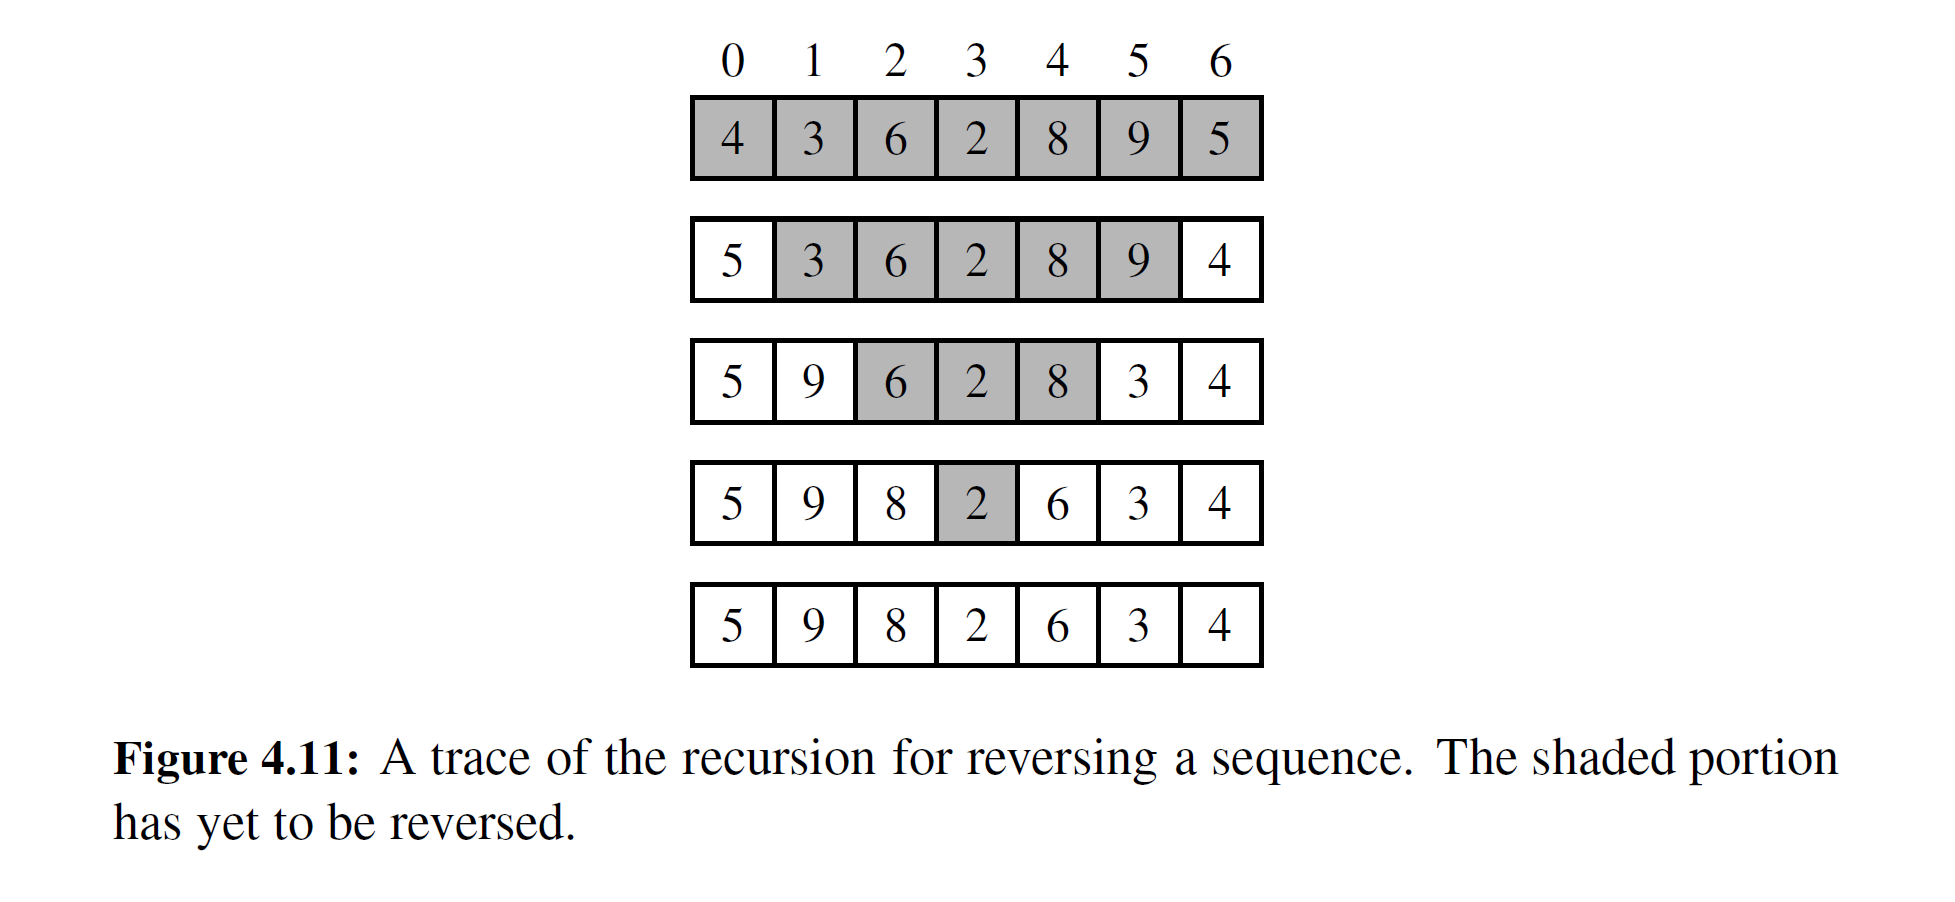 0 1 2 3 4 5 6
4 3 6 2 8 9 5
5 3 6 2 8 9 4
5 9 6 2 8 3 4
5 9 8 2 6 3 4
5 9 8 2 6 3 4
Figure 4.11: A trace of the recursion for reversing a sequence. The shaded portion
has yet to be reversed.